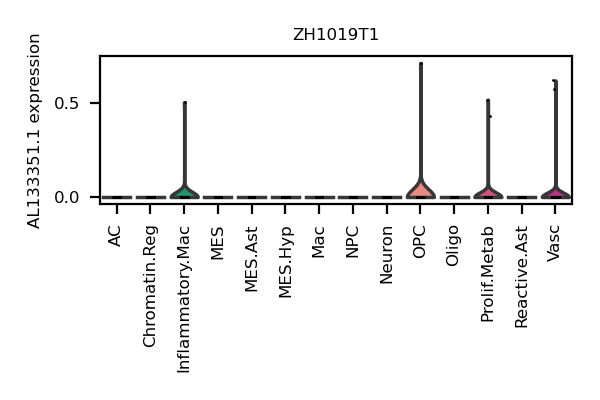 ZH1019T1
AL133351.1 expression
0.5
0.0
AC
Chromatin.Reg
Inflammatory.Mac
MES
MES.Ast
MES.Hyp
Mac
NPC
Neuron
OPC
Oligo
Prolif.Metab
Reactive.Ast
Vasc